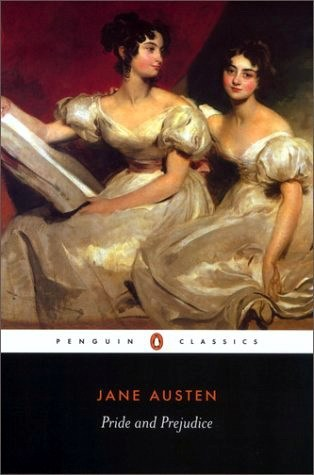 PENGUIN CLASSICS
JANE AUSTEN
Pride and Prejudice